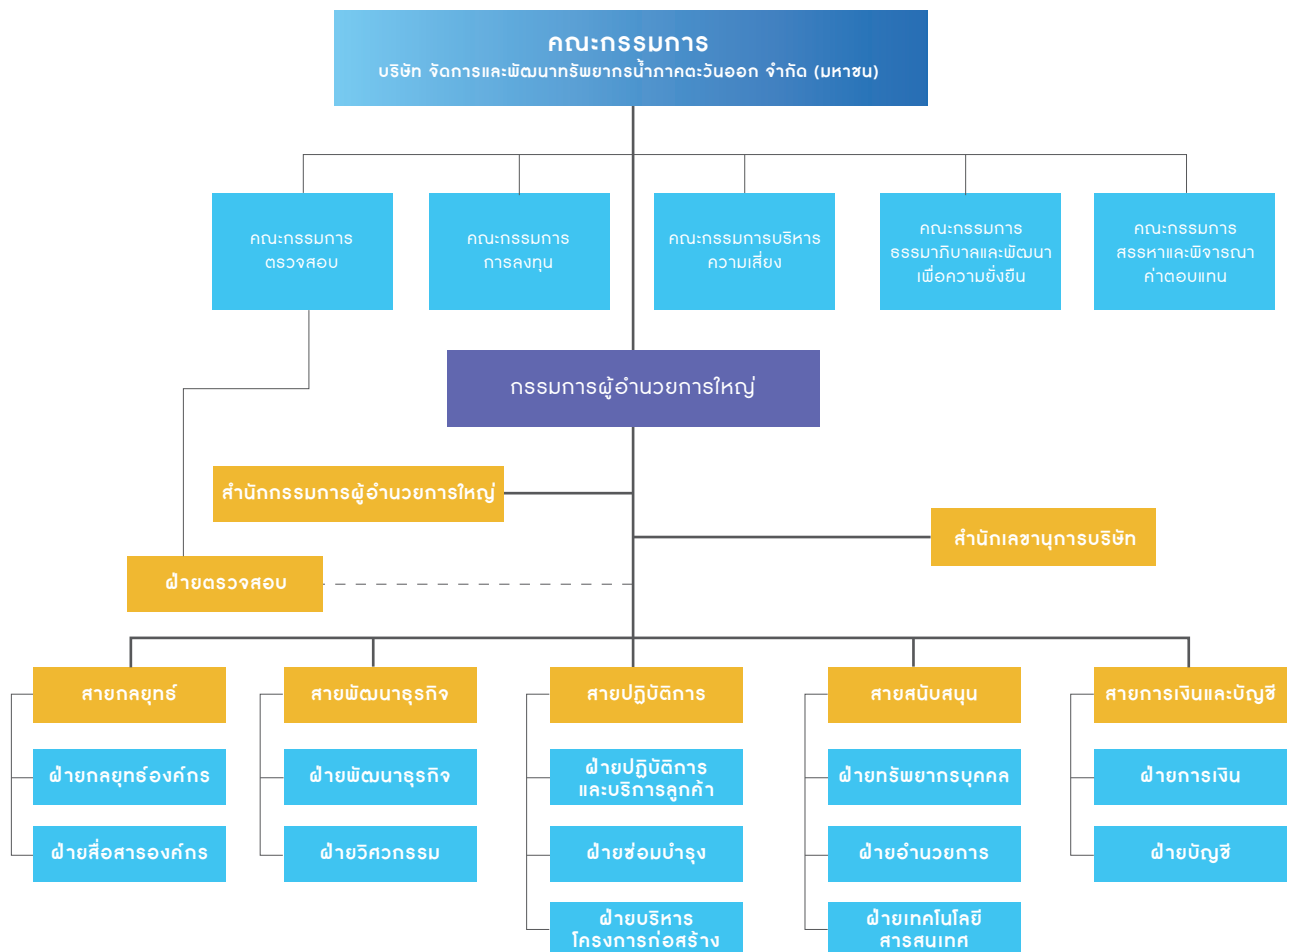 คณะกรรมการ
บริษัท จัดการและพัฒนาทรัพยากรน้ำภาคตะวันออก จำกัด (มหาชน)
คณะกรรมการ
ตรวจสอบ
คณะกรรมการ
การลงทุน
คณะกรรมการบริหาร
ความเสี่ยง
คณะกรรมการ
ธรรมาภิบาลและพัฒนา
เพื่อความยั่งยืน
คณะกรรมการ
สรรหาและพิจารณา
ค่าตอบแทน
กรรมการผู้อำนวยการใหญ่
สำนักกรรมการผู้อำนวยการใหญ่
สำนักเลขานุการบริษัท
ฝ่ายตรวจสอบ
สายกลยุทธ์
สายพัฒนาธุรกิจ
สายปฏิบัติการ
สายสนับสนุน
สายการเงินและบัญชี
ฝ่ายกลยุทธ์องค์กร
ฝ่ายพัฒนาธุรกิจ
ฝ่ายปฏิบัติการ
และบริการลูกค้า
ฝ่ายทรัพยากรบุคคล
ฝ่ายการเงิน
ฝ่ายสื่อสารองค์กร
ฝ่ายวิศวกรรม
ฝ่ายซ่อมบำรุง
ฝ่ายอำนวยการ
ฝ่ายบัญชี
ฝ่ายบริหาร
โครงการก่อสร้าง
ฝ่ายเทคโนโลยี
สารสนเทศ